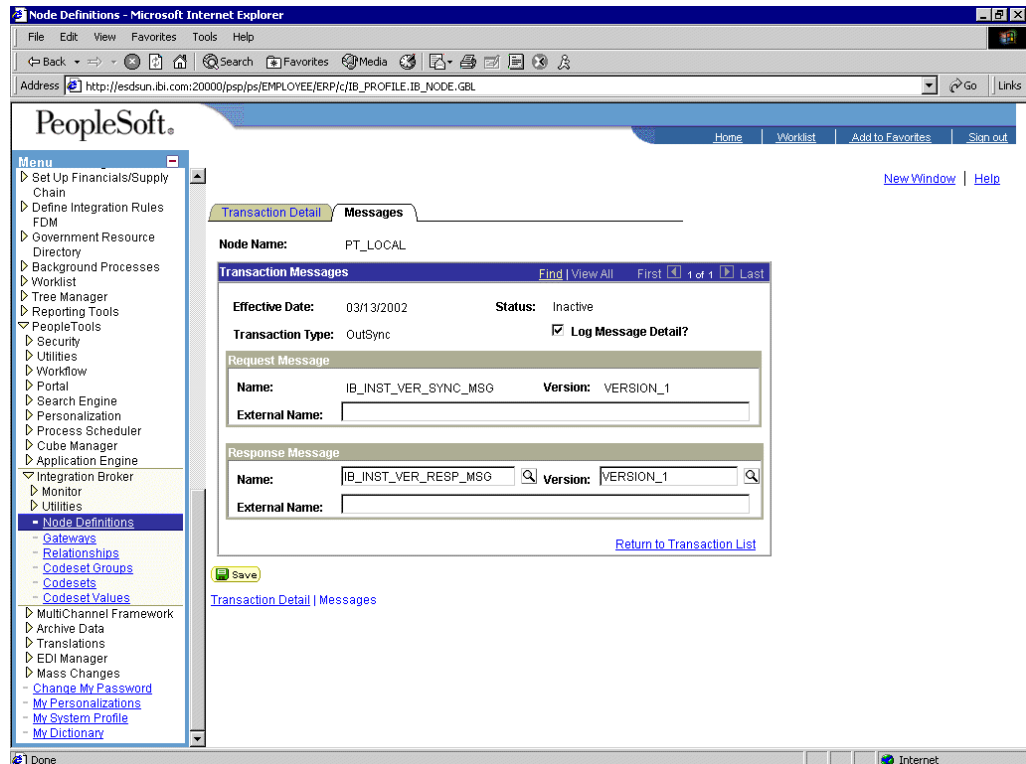 Node Definitions - Microsoft Internet Explorer
File Edit View Favorites Tools Help
Back Search Favorites Media
Address http://esdsun.ibi.com:20000/psp/ps/EMPLOYEE/ERP/c/IB_PROFILE.IB_NODE.GBL Go Links
PeopleSoft®
Home Worklist Add to Favorites Sign out
Menu
Set Up Financials/Supply
Chain
Define Integration Rules
FDM
Government Resource
Directory
Background Processes
Worklist
Tree Manager
Reporting Tools
PeopleTools
Security
Utilities
Workflow
Portal
Search Engine
Personalization
Process Scheduler
Cube Manager
Application Engine
Integration Broker
Monitor
Utilities
Node Definitions
Gateways
Relationships
Codeset Groups
Codesets
Codeset Values
MultiChannel Framework
Archive Data
Translations
EDI Manager
Mass Changes
Change My Password
My Personalizations
My System Profile
My Dictionary
New Window | Help
Transaction Detail Messages
Node Name: PT_LOCAL
Transaction Messages Find | View All First 1 of 1 Last
Effective Date: 03/13/2002 Status: Inactive
Transaction Type: OutSync Log Message Detail?
Request Message
Name: IB_INST_VER_SYNC_MSG Version: VERSION_1
External Name:
Response Message
Name: IB_INST_VER_RESP_MSG Version: VERSION_1
External Name:
Return to Transaction List
Save
Transaction Detail | Messages
Done Internet